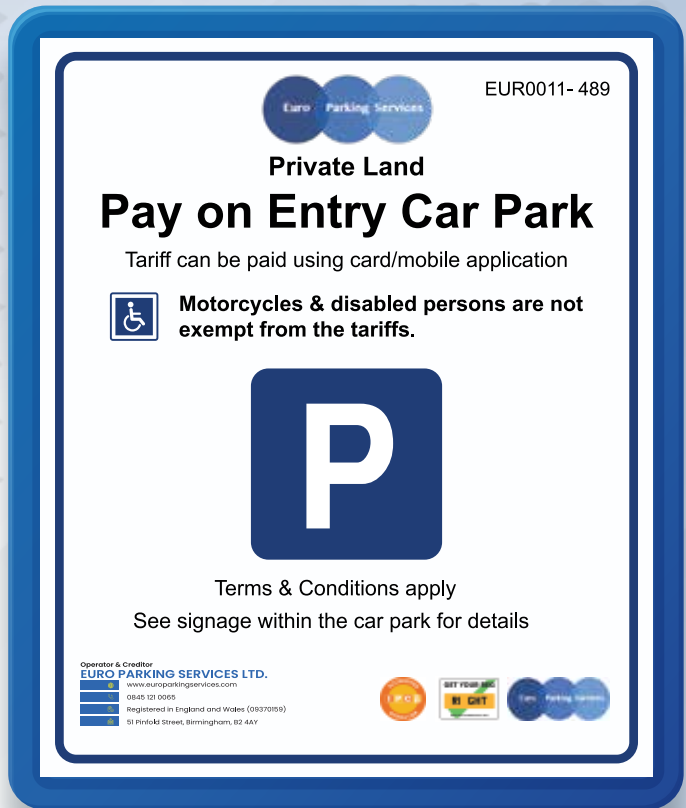 Euro Parking Services
EUR0011- 489
Private Land
Pay on Entry Car Park
Tariff can be paid using card/mobile application
Motorcycles & disabled persons are not
exempt from the tariffs.
P
Terms & Conditions apply
See signage within the car park for details
Operator & Creditor
EURO PARKING SERVICES LTD.
www.europarkingservices.com
0845 121 0065
Registered in England and Wales (09370159)
51 Pinfold Street, Birmingham, B2 4AY
GET YOUR REG
RIGHT
Euro Parking Services